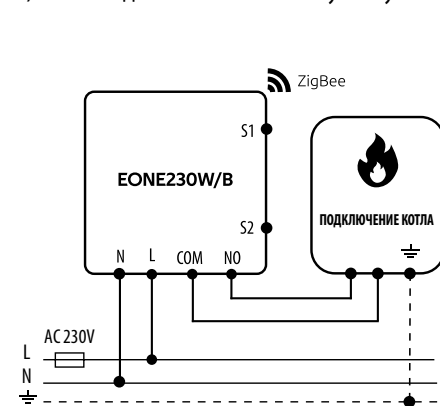 ZigBee
S1
EONE230W/B
ПОДКЛЮЧЕНИЕ КОТЛА
S2
N L COM NO
AC 230V
L
N